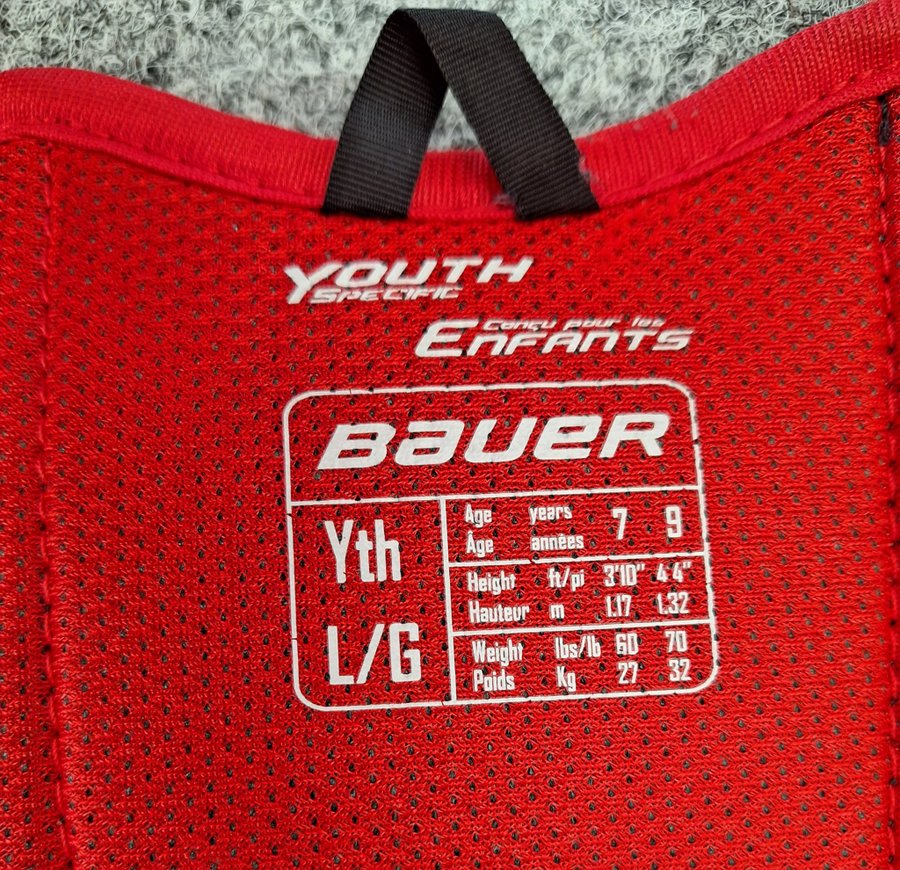 YOUTH
SPECIFIC
Conçu pour les
ENFANTS
BAUER
Yth
L/G
Age years 7 9
Âge années
Height ft/pi 3'10" 4'4"
Hauteur m 1.17 1.32
Weight lbs/lb 60 70
Poids Kg 27 32